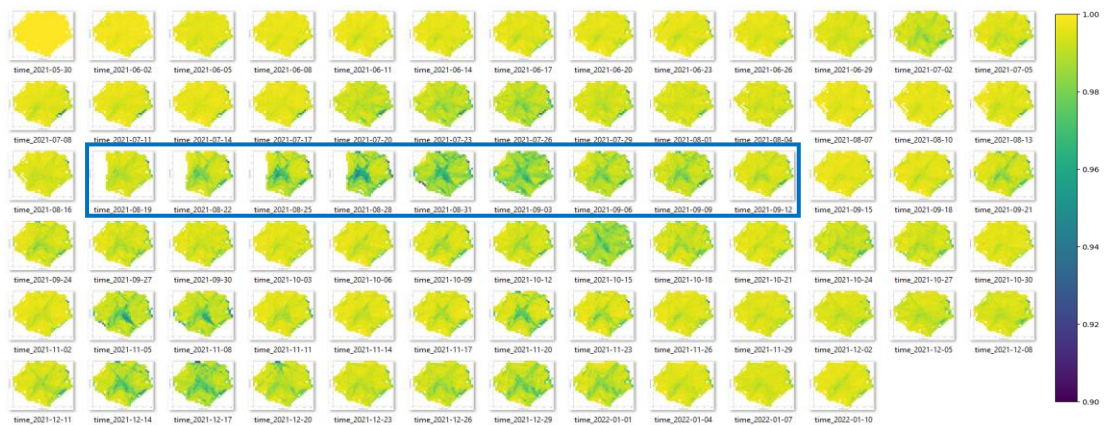 time_2021-05-30 time_2021-06-02 time_2021-06-05 time_2021-06-08 time_2021-06-11 time_2021-06-14 time_2021-06-17 time_2021-06-20 time_2021-06-23 time_2021-06-26 time_2021-06-29 time_2021-07-02 time_2021-07-05
time_2021-07-08 time_2021-07-11 time_2021-07-14 time_2021-07-17 time_2021-07-20 time_2021-07-23 time_2021-07-26 time_2021-07-29 time_2021-08-01 time_2021-08-04 time_2021-08-07 time_2021-08-10 time_2021-08-13
time_2021-08-16 time_2021-08-19 time_2021-08-22 time_2021-08-25 time_2021-08-28 time_2021-08-31 time_2021-09-03 time_2021-09-06 time_2021-09-09 time_2021-09-12 time_2021-09-15 time_2021-09-18 time_2021-09-21
time_2021-09-24 time_2021-09-27 time_2021-09-30 time_2021-10-03 time_2021-10-06 time_2021-10-09 time_2021-10-12 time_2021-10-15 time_2021-10-18 time_2021-10-21 time_2021-10-24 time_2021-10-27 time_2021-10-30
time_2021-11-02 time_2021-11-05 time_2021-11-08 time_2021-11-11 time_2021-11-14 time_2021-11-17 time_2021-11-20 time_2021-11-23 time_2021-11-26 time_2021-11-29 time_2021-12-02 time_2021-12-05 time_2021-12-08
time_2021-12-11 time_2021-12-14 time_2021-12-17 time_2021-12-20 time_2021-12-23 time_2021-12-26 time_2021-12-29 time_2022-01-01 time_2022-01-04 time_2022-01-07 time_2022-01-10
1.00
0.98
0.96
0.94
0.92
0.90